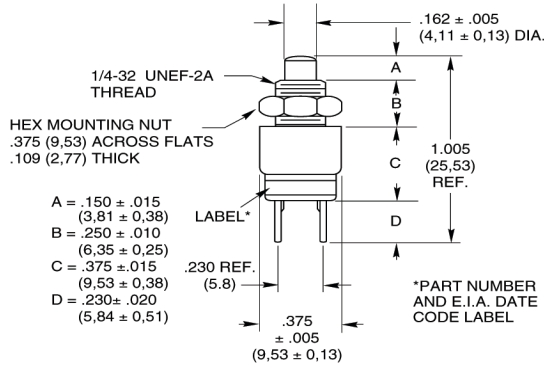 .162 ± .005
(4,11 ± 0,13) DIA.
A
1/4-32 UNEF-2A
THREAD
B
HEX MOUNTING NUT
.375 (9,53) ACROSS FLATS
.109 (2,77) THICK
1.005
(25,53)
REF.
C
A = .150 ± .015
(3,81 ± 0,38)
B = .250 ± .010
(6,35 ± 0,25)
C = .375 ±.015
(9,53 ± 0,38)
D = .230± .020
(5,84 ± 0,51)
LABEL*
D
.230 REF.
(5.8)
*PART NUMBER
AND E.I.A. DATE
CODE LABEL
.375
± .005
(9,53 ± 0,13)